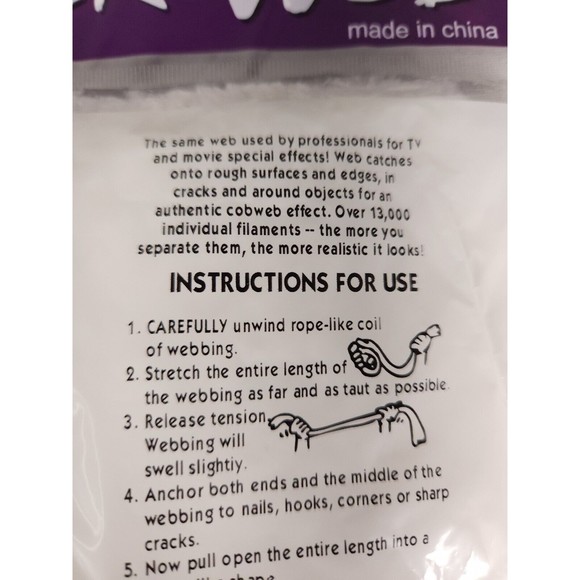 made in china
The same web used by professionals for TV
and movie special effects! Web catches
onto rough surfaces and edges, in
cracks and around objects for an
authentic cobweb effect. Over 13,000
individual filaments -- the more you
separate them, the more realistic it looks!
INSTRUCTIONS FOR USE
1. CAREFULLY unwind rope-like coil
of webbing.
2. Stretch the entire length of
the webbing as far and as taut as possible.
3. Release tension.
Webbing will
swell slightly.
4. Anchor both ends and the middle of the
webbing to nails, hooks, corners or sharp
cracks.
5. Now pull open the entire length into a